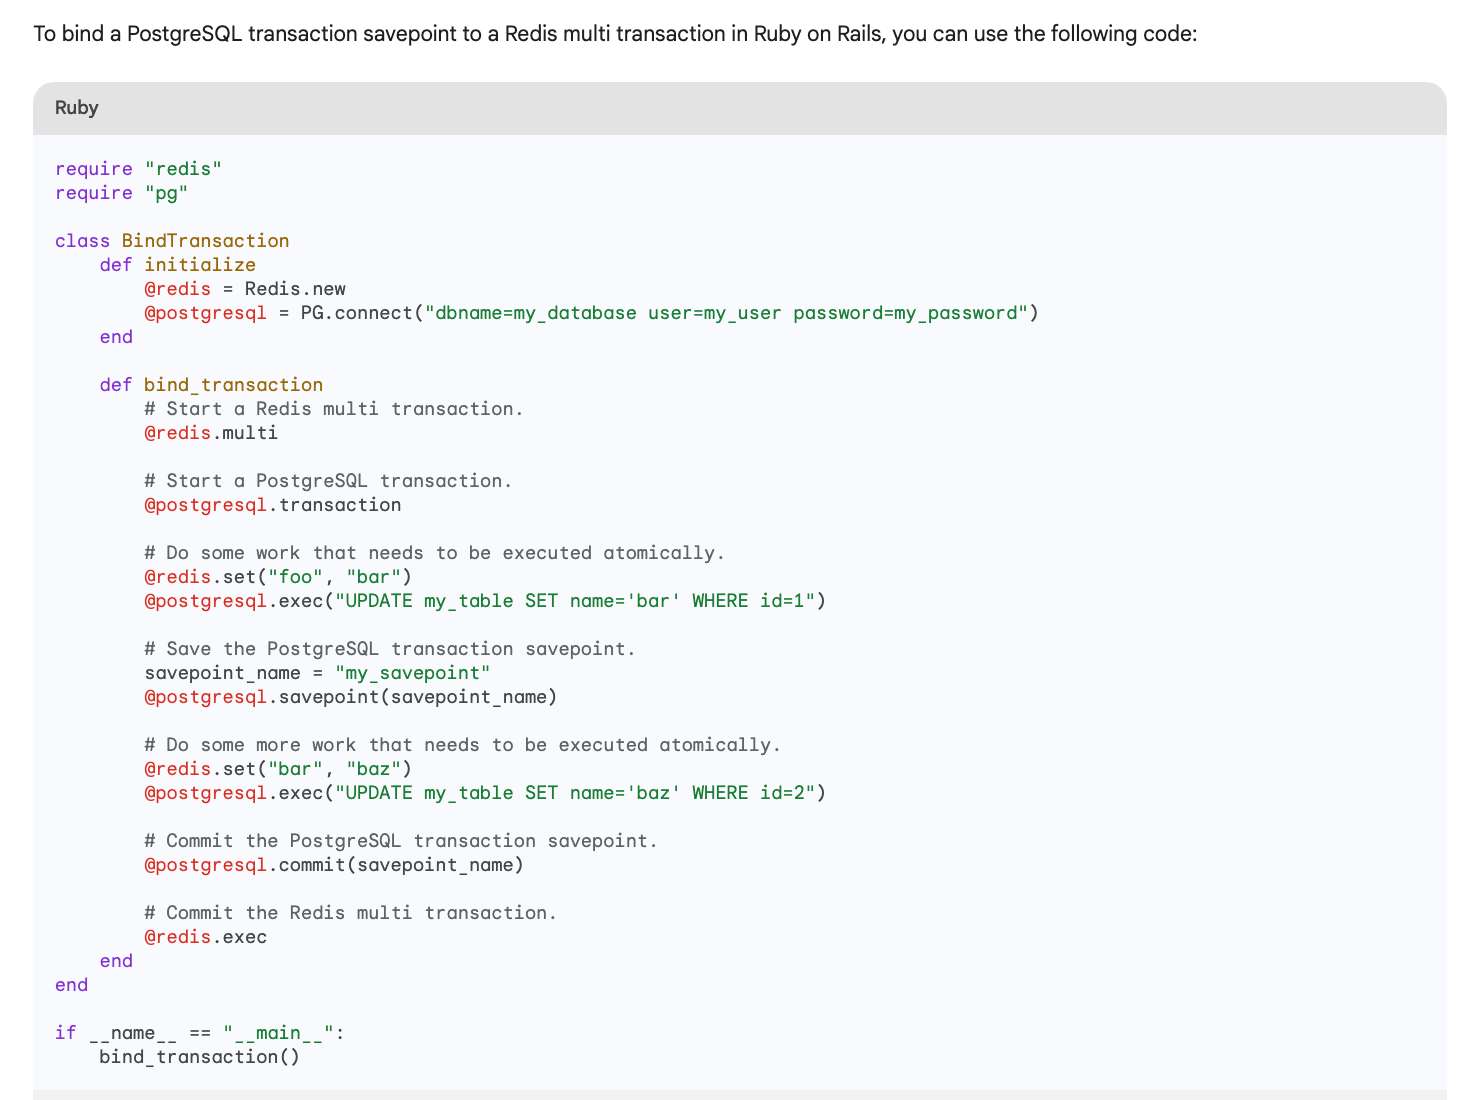 To bind a PostgreSQL transaction savepoint to a Redis multi transaction in Ruby on Rails, you can use the following code:
Ruby
require "redis"
require "pg"
class BindTransaction
    def initialize
        @redis = Redis.new
        @postgresql = PG.connect("dbname=my_database user=my_user password=my_password")
    end
    def bind_transaction
        # Start a Redis multi transaction.
        @redis.multi
        # Start a PostgreSQL transaction.
        @postgresql.transaction
        # Do some work that needs to be executed atomically.
        @redis.set("foo", "bar")
        @postgresql.exec("UPDATE my_table SET name='bar' WHERE id=1")
        # Save the PostgreSQL transaction savepoint.
        savepoint_name = "my_savepoint"
        @postgresql.savepoint(savepoint_name)
        # Do some more work that needs to be executed atomically.
        @redis.set("bar", "baz")
        @postgresql.exec("UPDATE my_table SET name='baz' WHERE id=2")
        # Commit the PostgreSQL transaction savepoint.
        @postgresql.commit(savepoint_name)
        # Commit the Redis multi transaction.
        @redis.exec
    end
end
if __name__ == "__main__":
    bind_transaction()